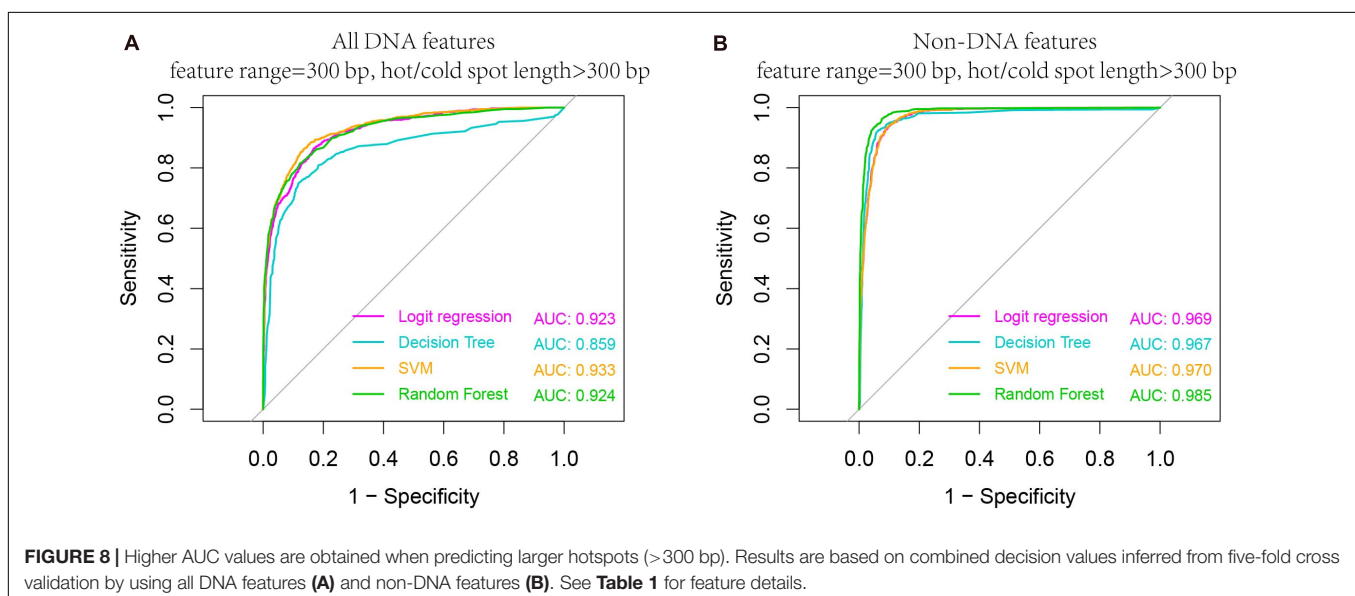 A
All DNA features
feature range=300 bp, hot/cold spot length>300 bp
Sensitivity
1.0
0.8
0.6
0.4
0.2
0.0
Logit regression AUC: 0.923
Decision Tree AUC: 0.859
SVM AUC: 0.933
Random Forest AUC: 0.924
0.0 0.2 0.4 0.6 0.8 1.0
1 − Specificity
B
Non-DNA features
feature range=300 bp, hot/cold spot length>300 bp
Sensitivity
1.0
0.8
0.6
0.4
0.2
0.0
Logit regression AUC: 0.969
Decision Tree AUC: 0.967
SVM AUC: 0.970
Random Forest AUC: 0.985
0.0 0.2 0.4 0.6 0.8 1.0
1 − Specificity
FIGURE 8 | Higher AUC values are obtained when predicting larger hotspots (>300 bp). Results are based on combined decision values inferred from five-fold cross
validation by using all DNA features (A) and non-DNA features (B). See Table 1 for feature details.